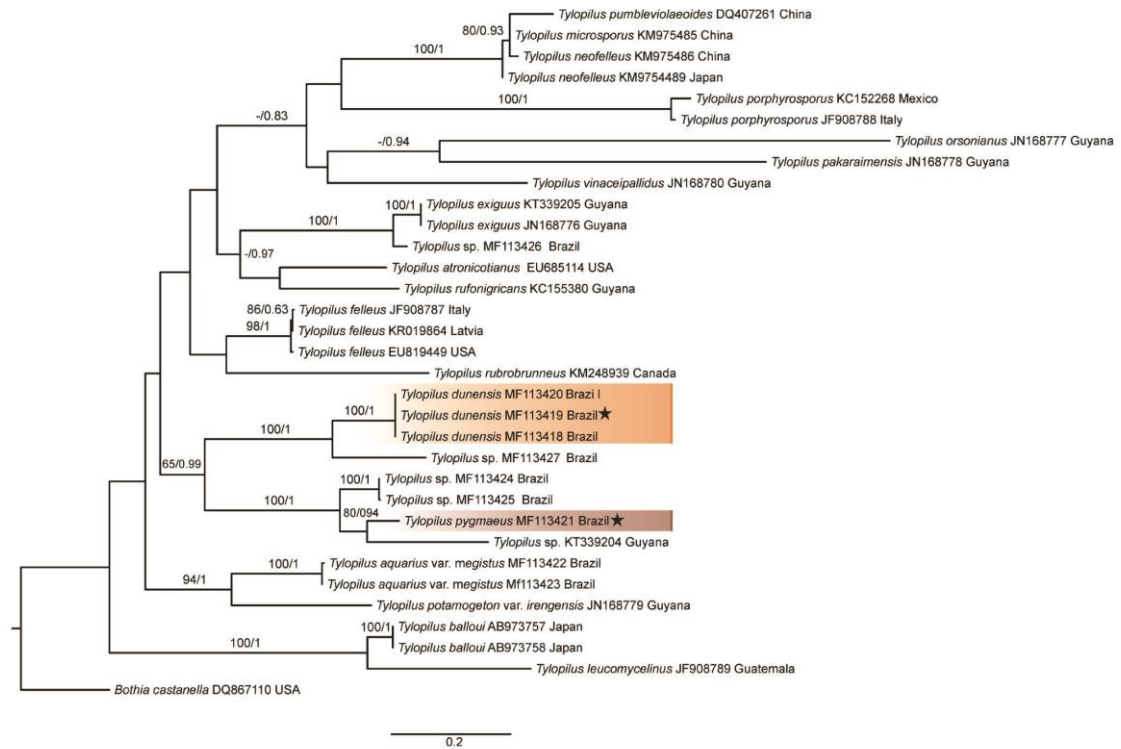 Tylopilus pumbleviolaeoides DQ407261 China
80/0.93
Tylopilus microsporus KM975485 China
100/1
Tylopilus neofelleus KM975486 China
Tylopilus neofelleus KM9754489 Japan
100/1
Tylopilus porphyrosporus KC152268 Mexico
-/0.83
Tylopilus porphyrosporus JF908788 Italy
-/0.94
Tylopilus orsonianus JN168777 Guyana
Tylopilus pakaraimensis JN168778 Guyana
Tylopilus vinaceipallidus JN168780 Guyana
100/1
Tylopilus exiguus KT339205 Guyana
100/1
Tylopilus exiguus JN168776 Guyana
Tylopilus sp. MF113426 Brazil
-/0.97
Tylopilus atronicotianus EU685114 USA
Tylopilus rufonigricans KC155380 Guyana
86/0.63
Tylopilus felleus JF908787 Italy
98/1
Tylopilus felleus KR019864 Latvia
Tylopilus felleus EU819449 USA
Tylopilus rubrobrunneus KM248939 Canada
Tylopilus dunensis MF113420 Brazi l
100/1
Tylopilus dunensis MF113419 Brazil★
100/1
Tylopilus dunensis MF113418 Brazil
Tylopilus sp. MF113427 Brazil
65/0.99
100/1
Tylopilus sp. MF113424 Brazil
Tylopilus sp. MF113425 Brazil
100/1
80/094
Tylopilus pygmaeus MF113421 Brazil★
Tylopilus sp. KT339204 Guyana
100/1
Tylopilus aquarius var. megistus MF113422 Brazil
94/1
Tylopilus aquarius var. megistus Mf113423 Brazil
Tylopilus potamogeton var. irengensis JN168779 Guyana
100/1
Tylopilus balloui AB973757 Japan
100/1
Tylopilus balloui AB973758 Japan
Tylopilus leucomycelinus JF908789 Guatemala
Bothia castanella DQ867110 USA
0.2